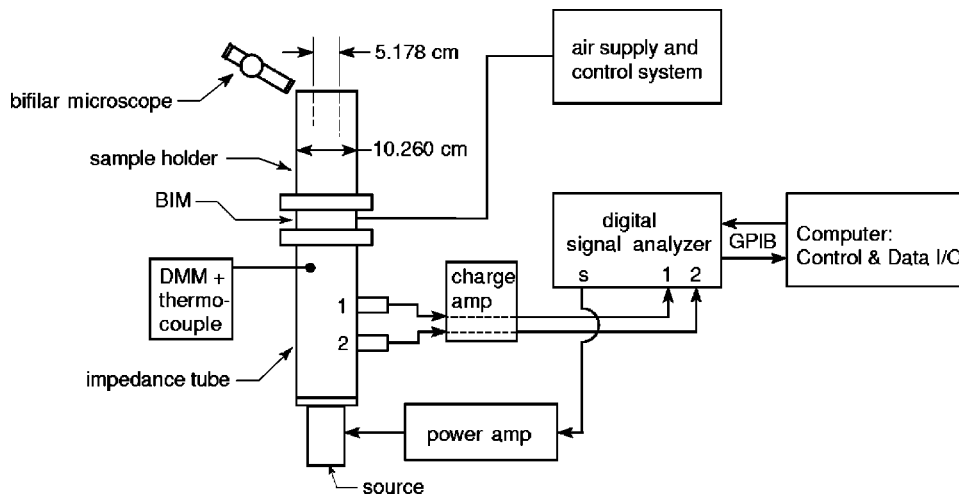 5.178 cm
air supply and
control system
bifilar microscope
sample holder
10.260 cm
BIM
digital
signal analyzer
s 1 2
GPIB
Computer:
Control & Data I/O
DMM +
thermo-
couple
charge
amp
1
2
impedance tube
power amp
source